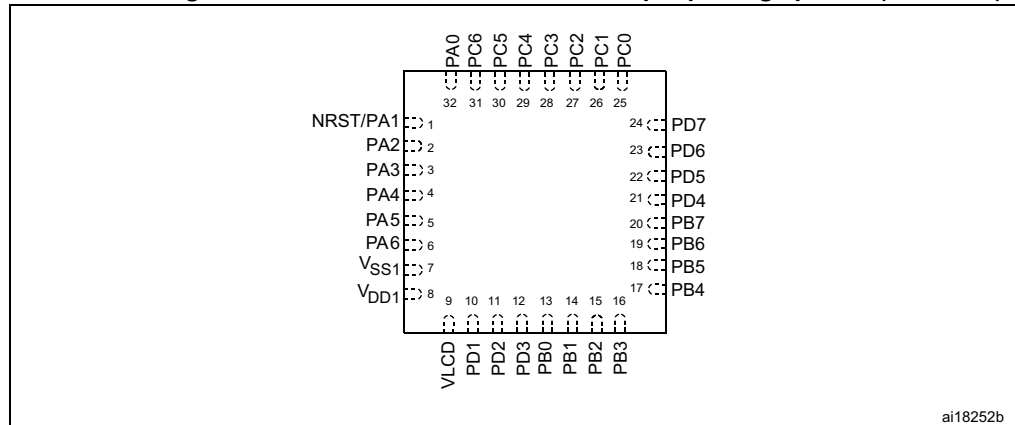 PA0 PC6 PC5 PC4 PC3 PC2 PC1 PC0
32 31 30 29 28 27 26 25
NRST/PA1 1
PA2 2
PA3 3
PA4 4
PA5 5
PA6 6
VSS1 7
VDD1 8
24 PD7
23 PD6
22 PD5
21 PD4
20 PB7
19 PB6
18 PB5
17 PB4
9 10 11 12 13 14 15 16
VLCD PD1 PD2 PD3 PB0 PB1 PB2 PB3
ai18252b